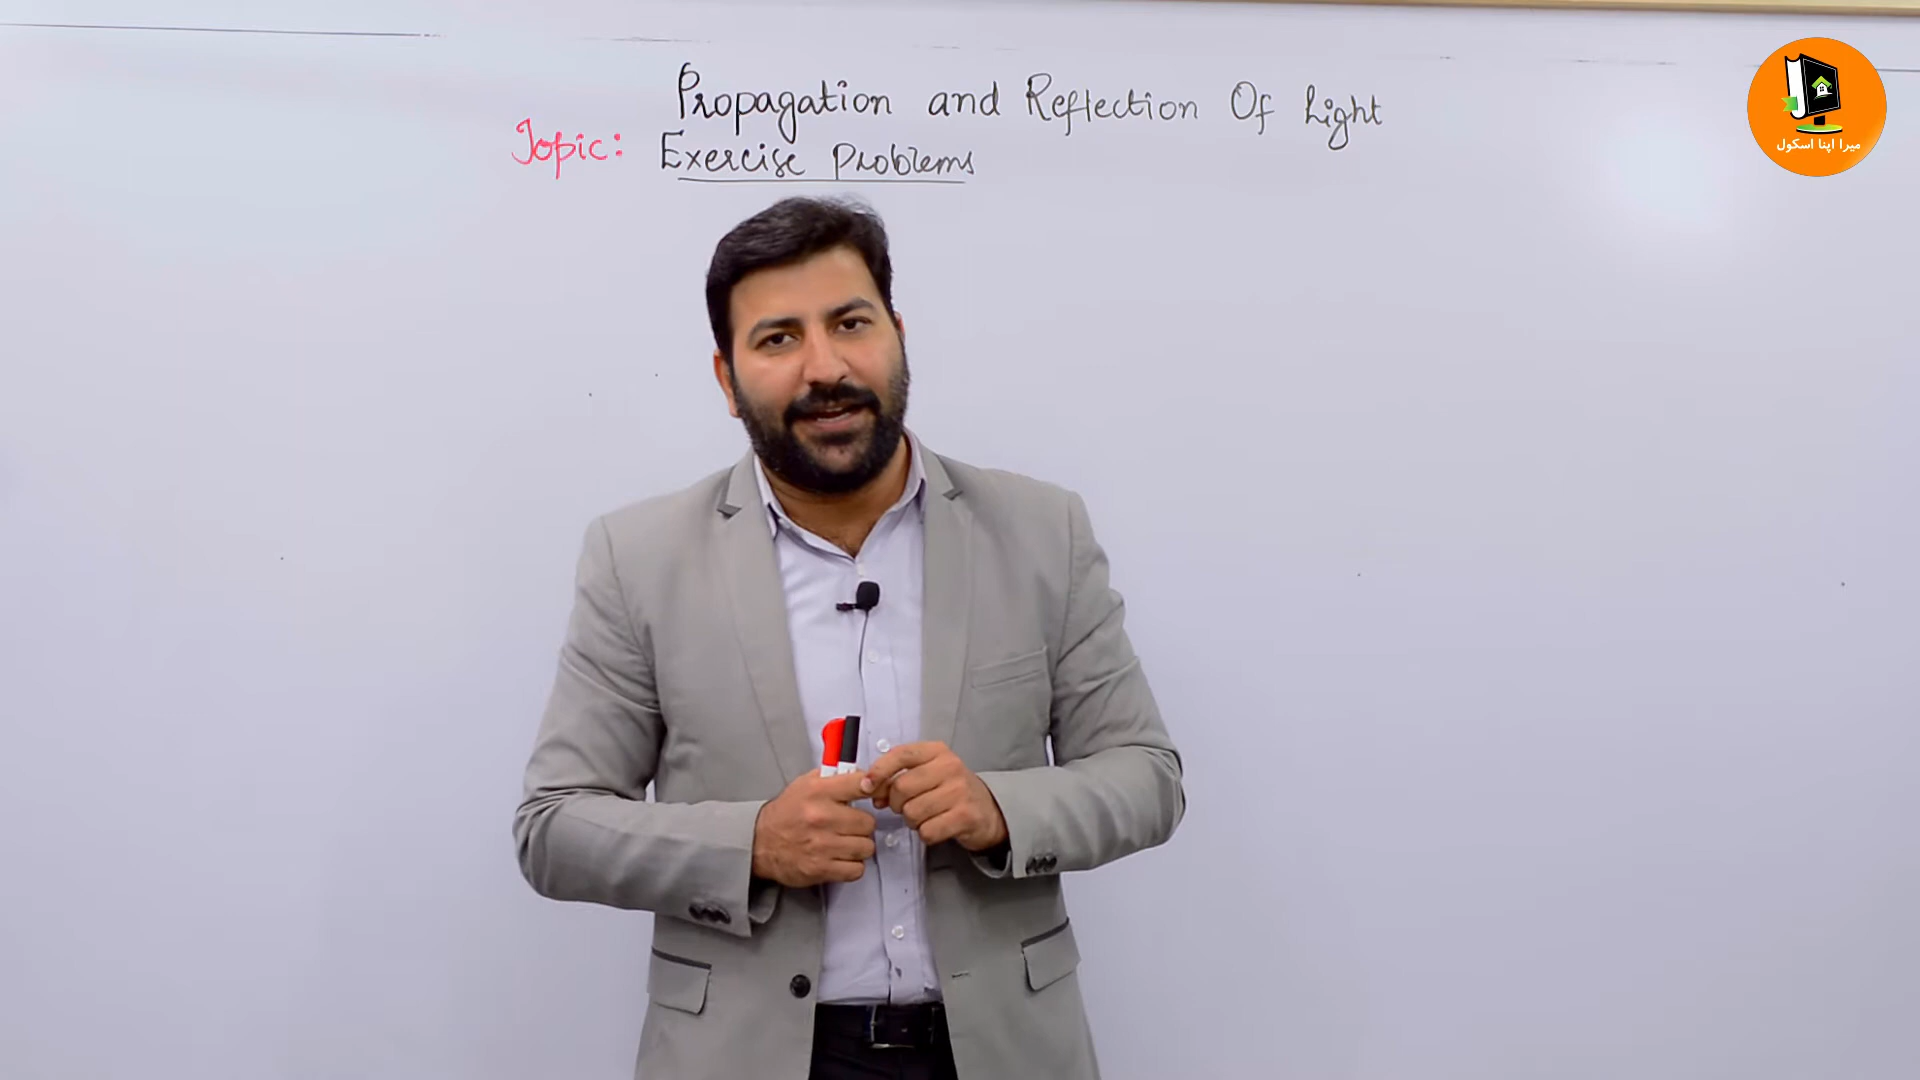 Propagation and Reflection Of Light
Topic: Exercise Problems
میرا اپنا اسکول